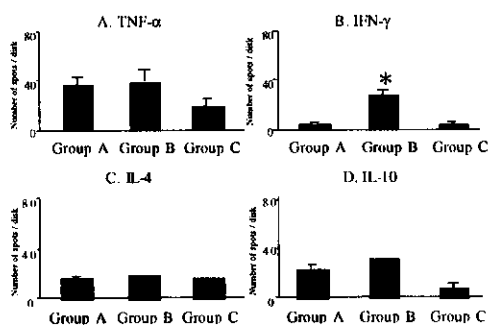 A. TNF-α
B. IFN-γ
80
40
0
Number of spots / disk
Group A Group B Group C
80
40
0
Number of spots / disk
*
Group A Group B Group C
C. IL-4
D. IL-10
80
40
0
Number of spots / disk
Group A Group B Group C
80
40
0
Number of spots / disk
Group A Group B Group C